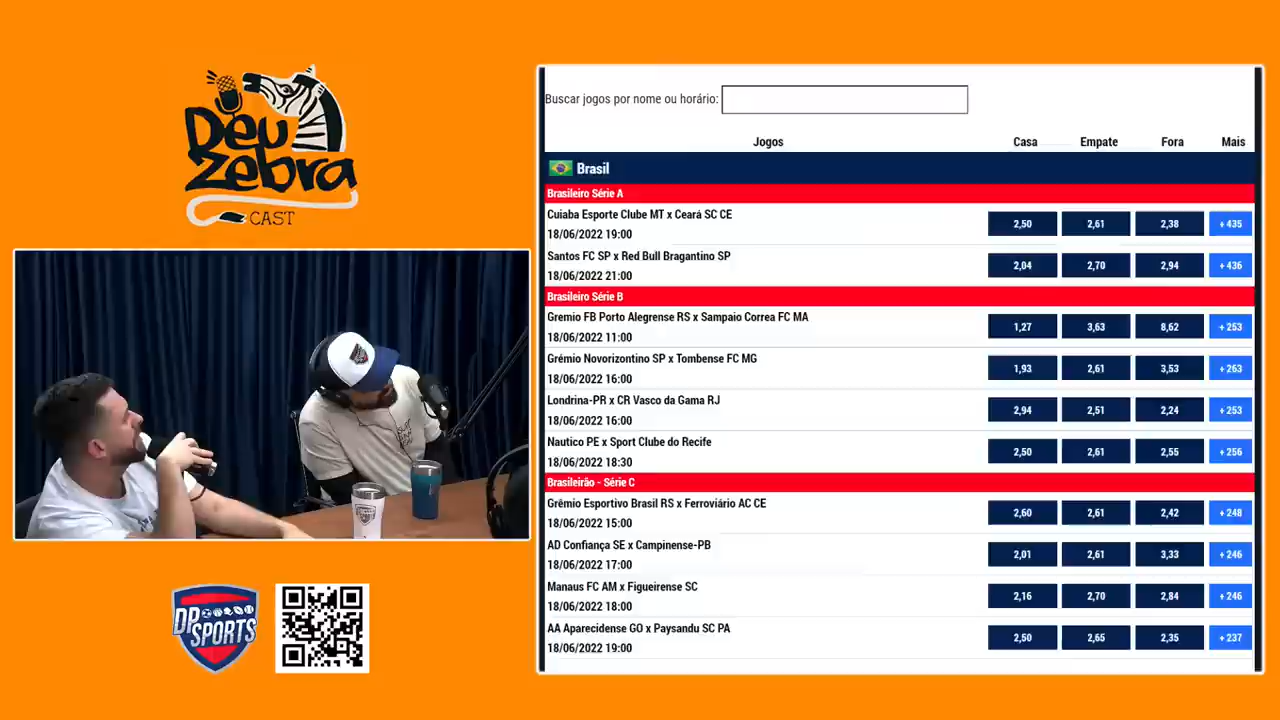 Deu
Zebra
CAST
DP
SPORTS
Buscar jogos por nome ou horário:
Jogos Casa Empate Fora Mais
Brasil
Brasileiro Série A
Cuiaba Esporte Clube MT x Ceará SC CE
18/06/2022 19:00
2,50 2,61 2,38 + 435
Santos FC SP x Red Bull Bragantino SP
18/06/2022 21:00
2,04 2,70 2,94 + 436
Brasileiro Série B
Gremio FB Porto Alegrense RS x Sampaio Correa FC MA
18/06/2022 11:00
1,27 3,63 8,62 + 253
Grémio Novorizontino SP x Tombense FC MG
18/06/2022 16:00
1,93 2,61 3,53 + 263
Londrina-PR x CR Vasco da Gama RJ
18/06/2022 16:00
2,94 2,51 2,24 + 253
Nautico PE x Sport Clube do Recife
18/06/2022 18:30
2,50 2,61 2,55 + 256
Brasileirão - Série C
Grêmio Esportivo Brasil RS x Ferroviário AC CE
18/06/2022 15:00
2,60 2,61 2,42 + 248
AD Confiança SE x Campinense-PB
18/06/2022 17:00
2,01 2,61 3,33 + 246
Manaus FC AM x Figueirense SC
18/06/2022 18:00
2,16 2,70 2,84 + 246
AA Aparecidense GO x Paysandu SC PA
18/06/2022 19:00
2,50 2,65 2,35 + 237